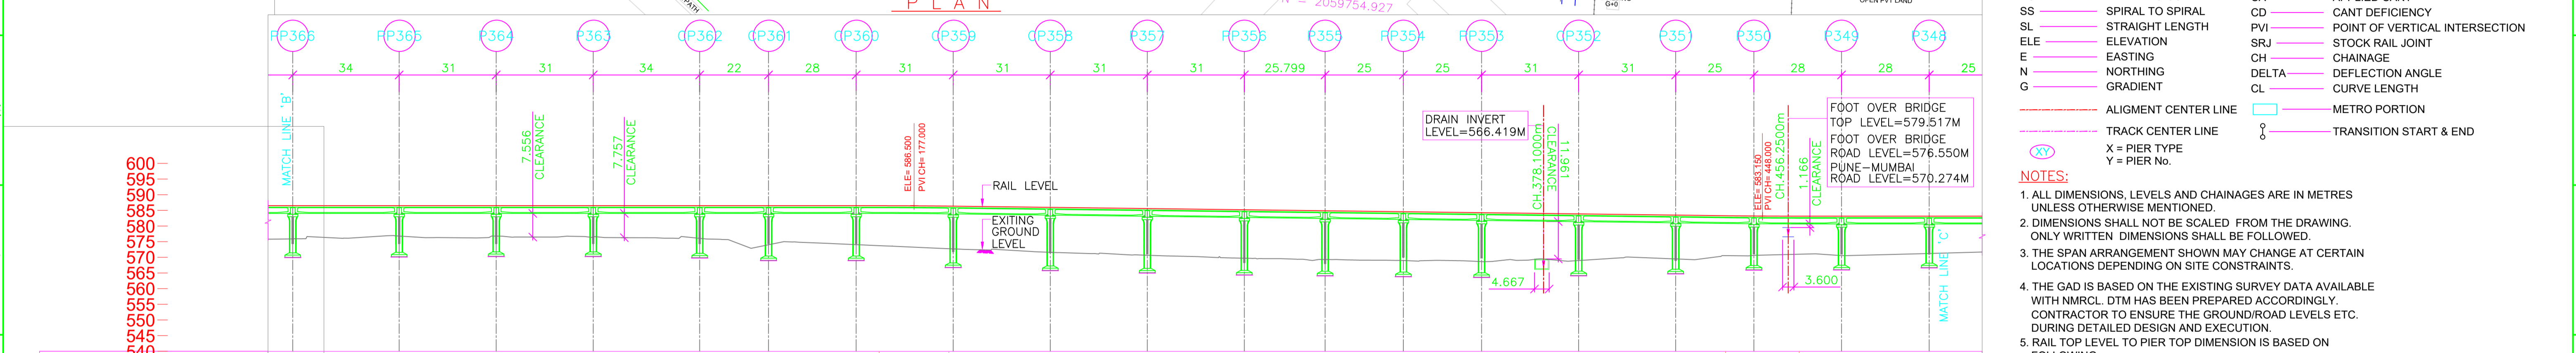 PLAN
N = 2059754.927
PATH
G+0
OPEN PVT LAND
PP366 PP365 P364 P363 CP362 CP361 CP360 CP359 CP358 P357 PP356 PP355 PP354 PP353 CP352 P351 P350 P349 P348
34 31 31 34 22 28 31 31 31 31 25.799 25 25 31 31 25 28 28 25
MATCH LINE 'B'
7.556
CLEARANCE
7.757
CLEARANCE
ELE= 586.500
PVI CH= 177.000
RAIL LEVEL
EXITING
GROUND
LEVEL
DRAIN INVERT
LEVEL=566.419M
CH.378.1000m
CLEARANCE
11.961
4.667
ELE= 583.150
PVI CH= 448.000
CH.456.2500m
1.166
CLEARANCE
3.600
FOOT OVER BRIDGE
TOP LEVEL=579.517M
FOOT OVER BRIDGE
ROAD LEVEL=576.550M
PUNE-MUMBAI
ROAD LEVEL=570.274M
MATCH LINE 'C'
600
595
590
585
580
575
570
565
560
555
550
545
540
SS SPIRAL TO SPIRAL
SL STRAIGHT LENGTH
ELE ELEVATION
E EASTING
N NORTHING
G GRADIENT
ALIGMENT CENTER LINE
TRACK CENTER LINE
XY
X = PIER TYPE
Y = PIER No.
CD CANT DEFICIENCY
PVI POINT OF VERTICAL INTERSECTION
SRJ STOCK RAIL JOINT
CH CHAINAGE
DELTA DEFLECTION ANGLE
CL CURVE LENGTH
METRO PORTION
TRANSITION START & END
NOTES:
1. ALL DIMENSIONS, LEVELS AND CHAINAGES ARE IN METRES
UNLESS OTHERWISE MENTIONED.
2. DIMENSIONS SHALL NOT BE SCALED FROM THE DRAWING.
ONLY WRITTEN DIMENSIONS SHALL BE FOLLOWED.
3. THE SPAN ARRANGEMENT SHOWN MAY CHANGE AT CERTAIN
LOCATIONS DEPENDING ON SITE CONSTRAINTS.
4. THE GAD IS BASED ON THE EXISTING SURVEY DATA AVAILABLE
WITH NMRCL. DTM HAS BEEN PREPARED ACCORDINGLY.
CONTRACTOR TO ENSURE THE GROUND/ROAD LEVELS ETC.
DURING DETAILED DESIGN AND EXECUTION.
5. RAIL TOP LEVEL TO PIER TOP DIMENSION IS BASED ON